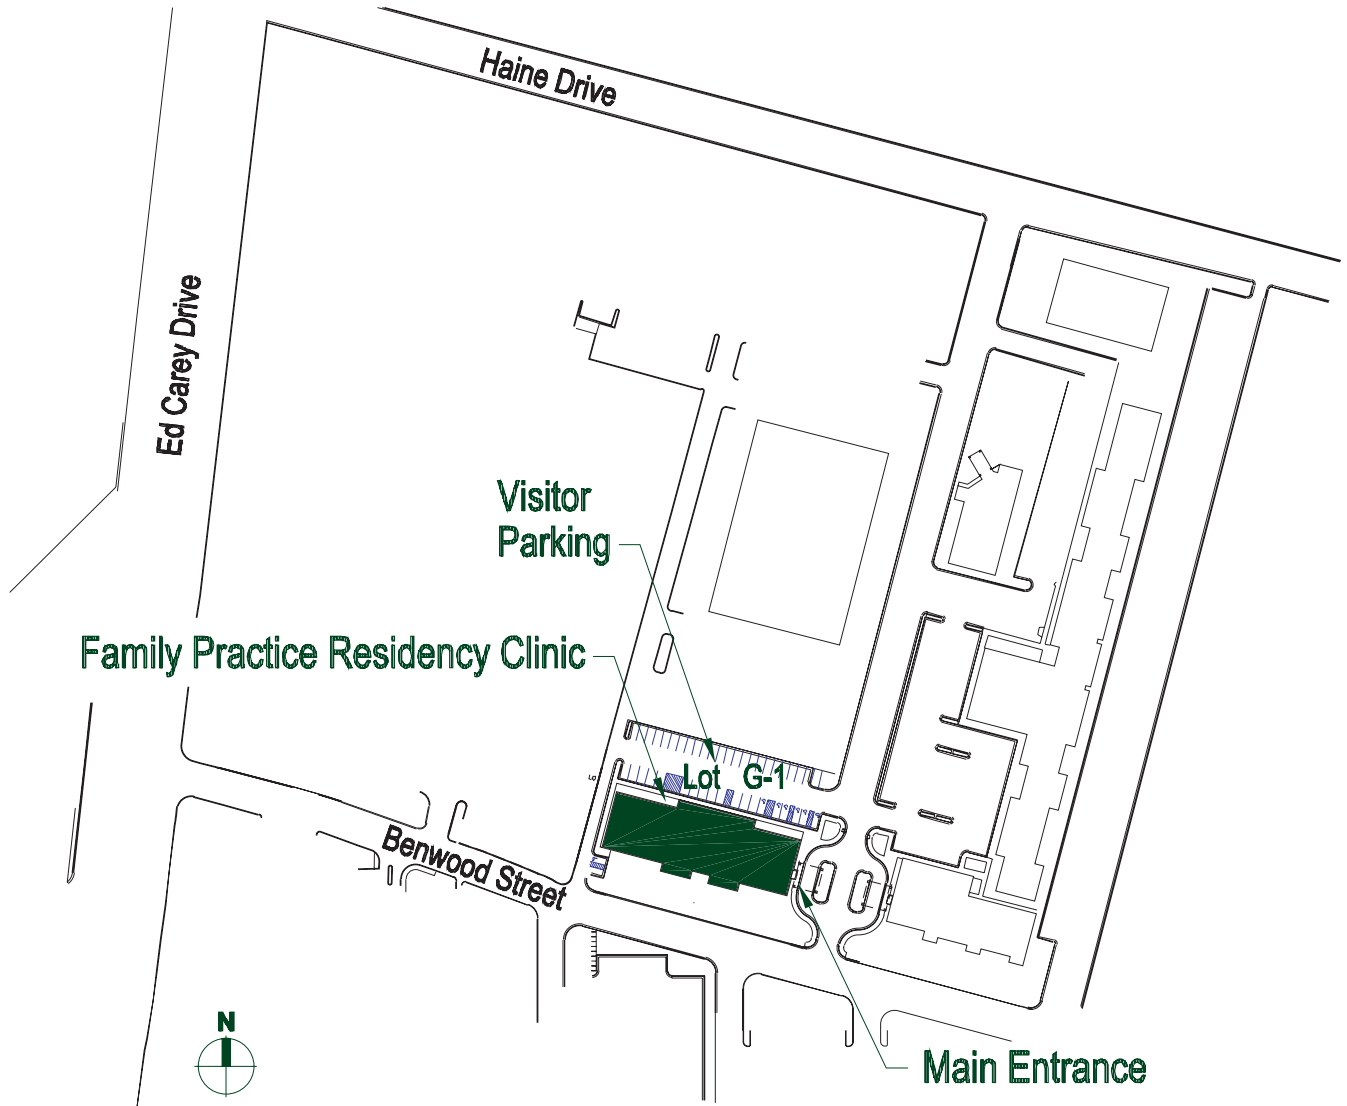 Haine Drive
Ed Carey Drive
Visitor
Parking
Family Practice Residency Clinic
Lot G-1
Benwood Street
N
Main Entrance